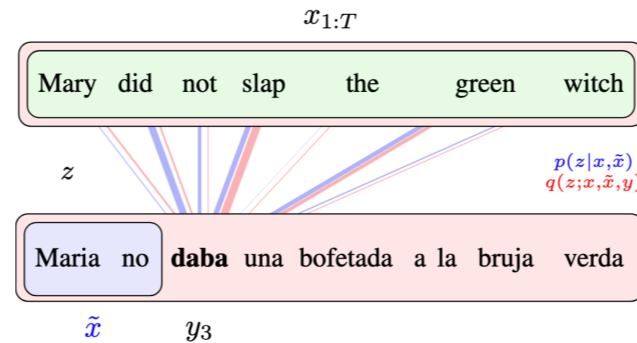 x_{1:T}
Mary did not slap the green witch
z
p(z|x,x̃)
q(z;x,x̃,y)
Maria no daba una bofetada a la bruja verda
x̃ y_3